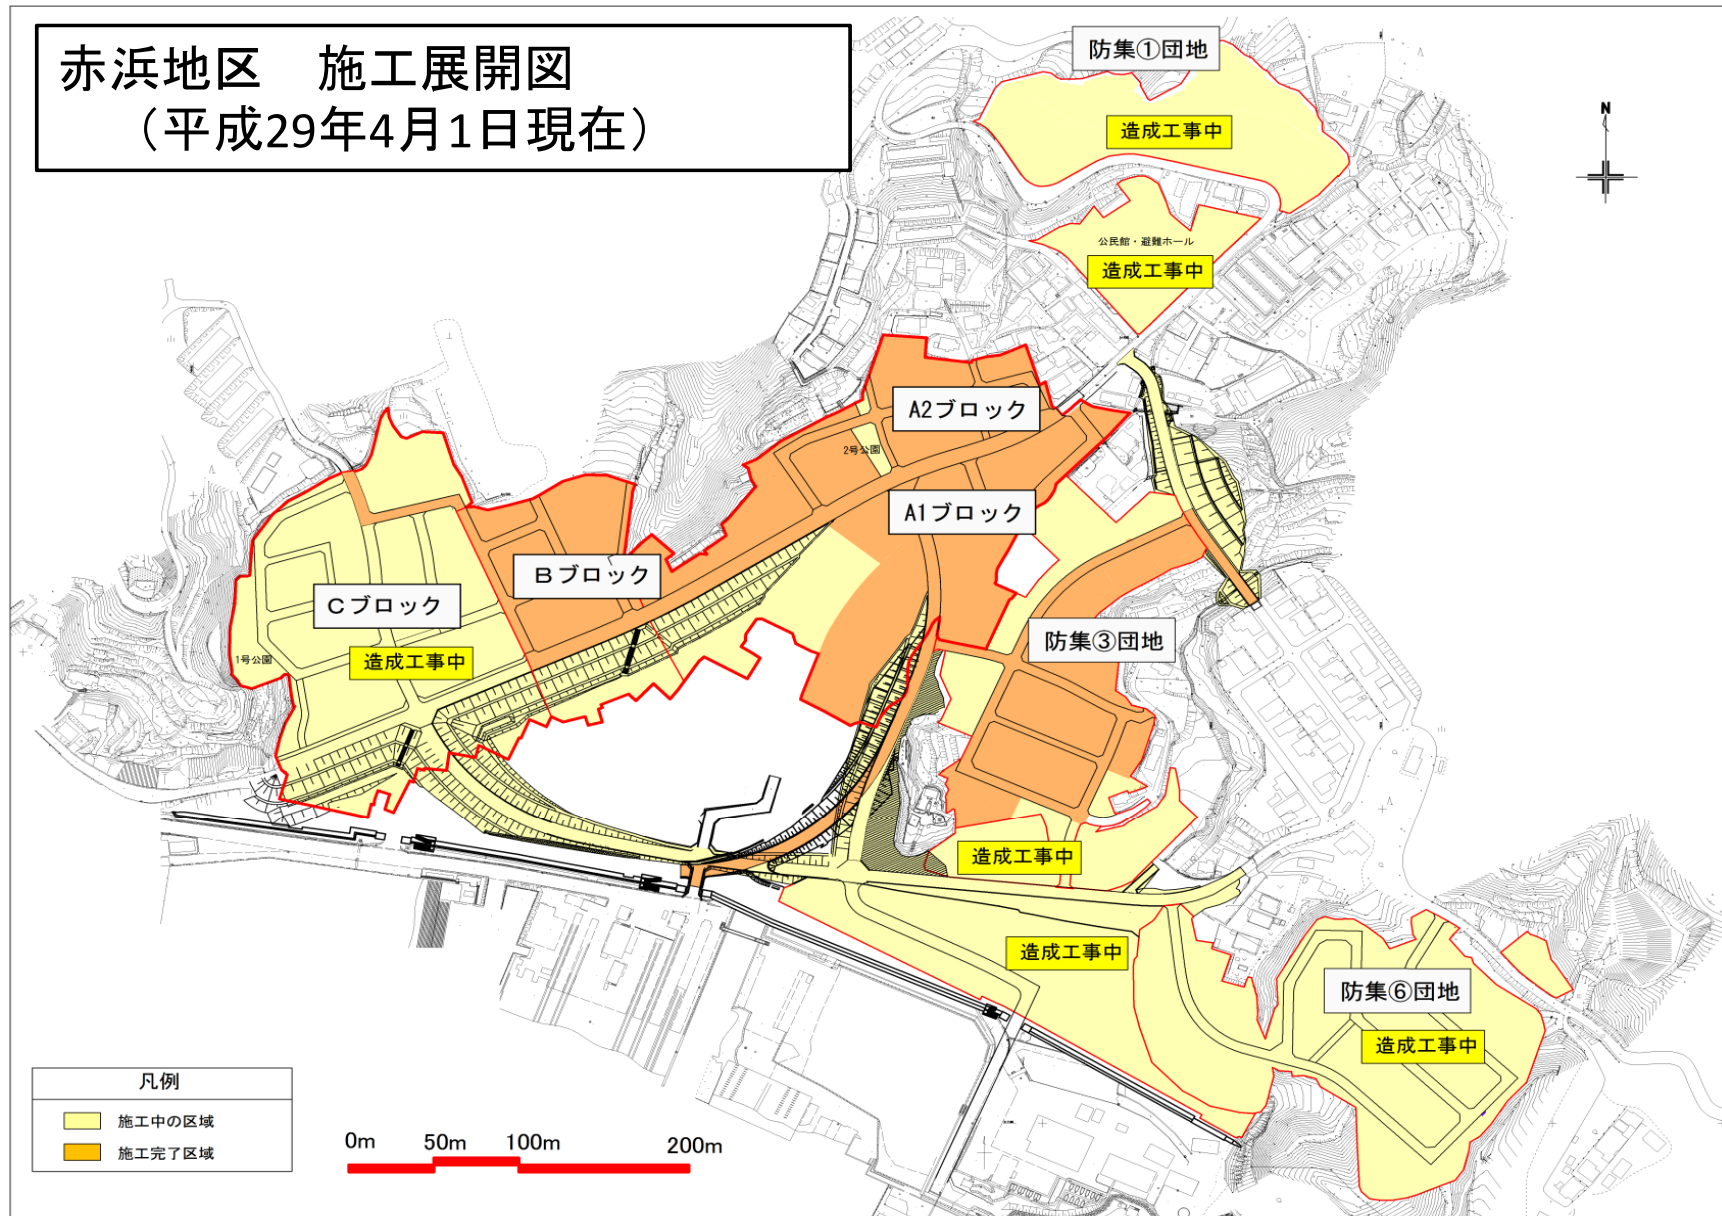 赤浜地区　施工展開図
（平成29年4月1日現在）
防集①団地
造成工事中
N
公民館・避難ホール
造成工事中
A2ブロック
2号公園
A1ブロック
Bブロック
Cブロック
造成工事中
1号公園
防集③団地
造成工事中
造成工事中
防集⑥団地
造成工事中
凡例
施工中の区域
施工完了区域
0m 50m 100m 200m